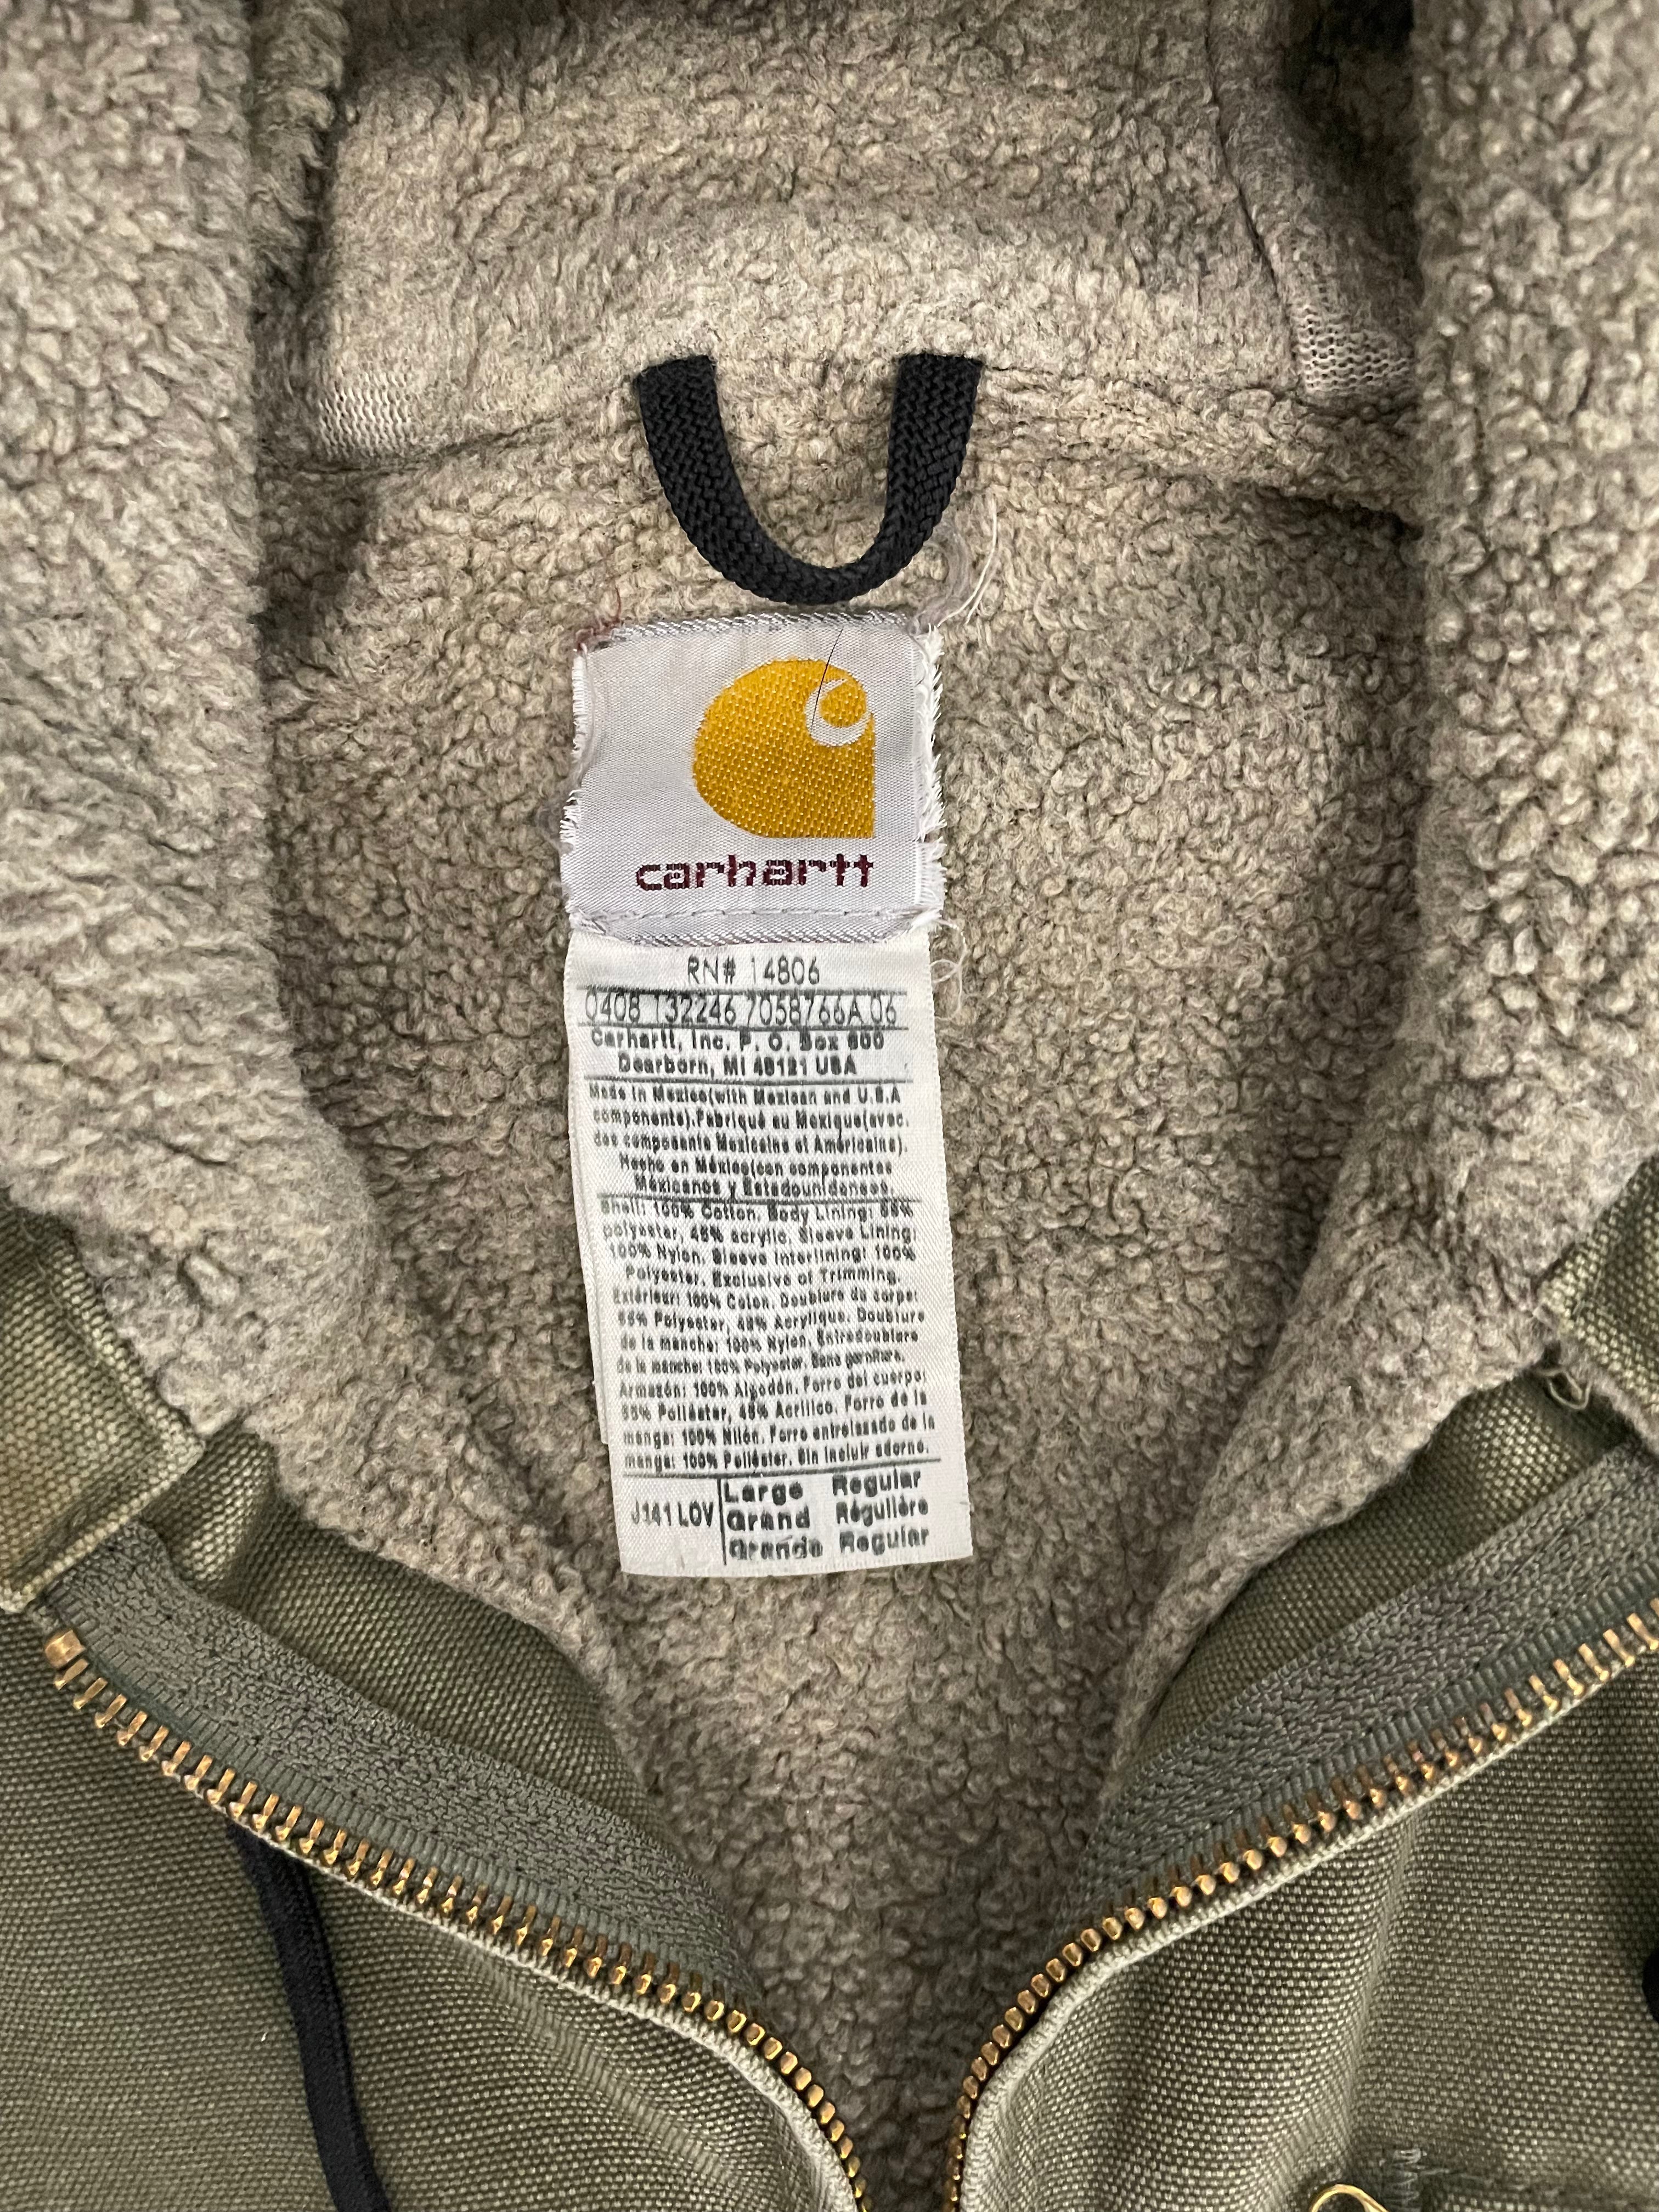 carhartt
RN# 14806
0408 132246 7058766A 06
Carhartt, Inc. P. O. Box 600
Dearborn, MI 48121 USA
Made in Mexico(with Mexican and U.S.A
components).Fabriqué au Mexique(avec.
des composants Mexicains et Américains).
Hecho en México(con componentes
Mexicanos y Estadounidenses.
Shell: 100% Cotton, Body Lining: 55%
polyester, 45% acrylic, Sleeve Lining:
100% Nylon, Sleeve Interlining: 100%
Polyester, Exclusive of Trimming.
Extérieur: 100% Coton. Doublure du corps:
55% Polyester, 45% Acrylique. Doublure
de la manche: 100% Nylon, Entredoublure
de la manche: 100% Polyester. Sans garniture.
Armazón: 100% Algodón. Forro del cuerpo:
55% Poliéster, 45% Acrílico. Forro de la
manga: 100% Nilón. Forro entrelazado de la
manga: 100% Poliéster. Sin incluir adorno.
J141 LOV
Large Regular
Grand Régulière
Grande Regular